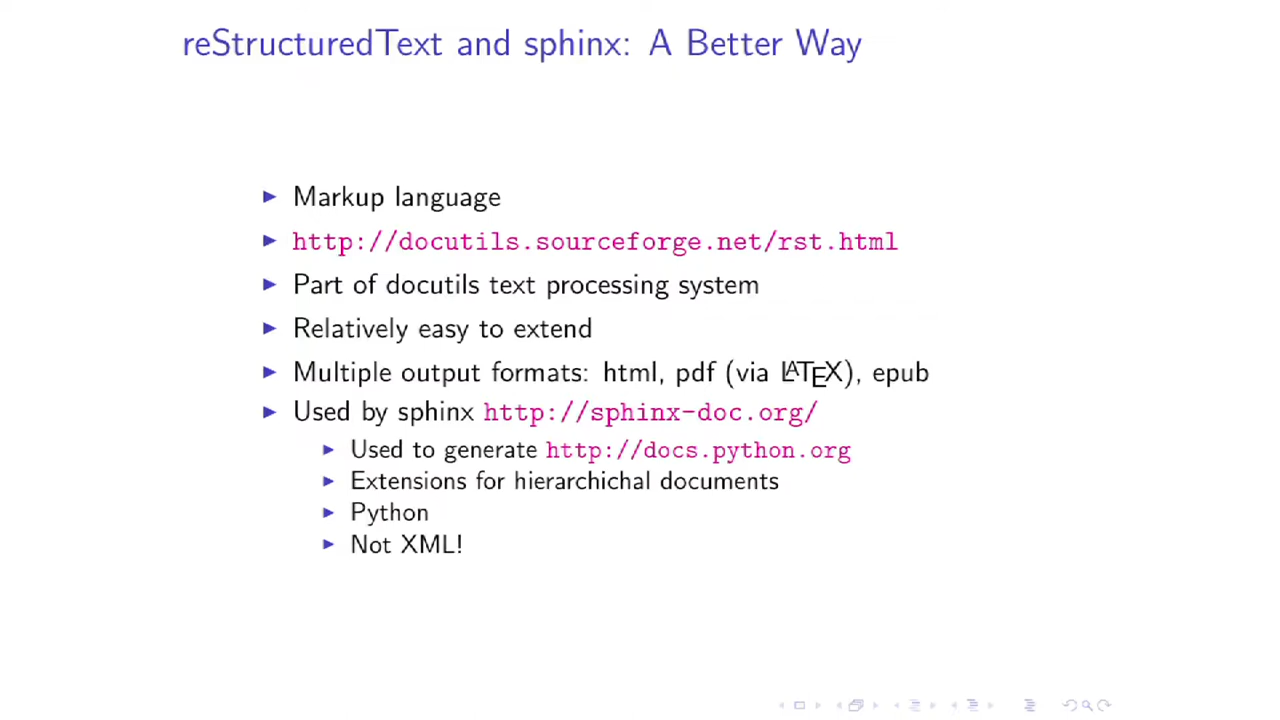 reStructuredText and sphinx: A Better Way
Markup language
http://docutils.sourceforge.net/rst.html
Part of docutils text processing system
Relatively easy to extend
Multiple output formats: html, pdf (via LATEX), epub
Used by sphinx http://sphinx-doc.org/
Used to generate http://docs.python.org
Extensions for hierarchichal documents
Python
Not XML!